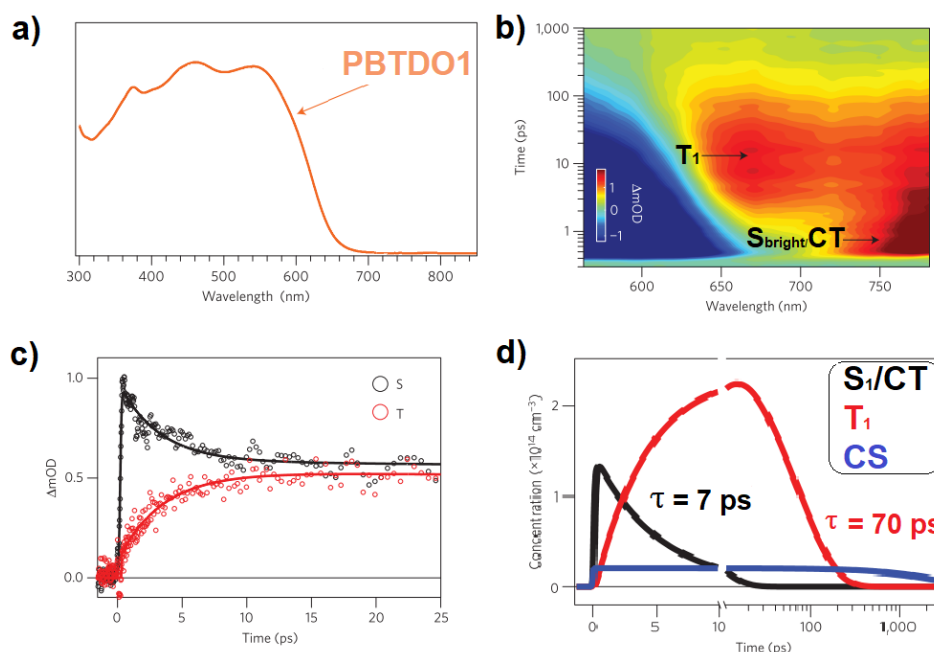 a)
PBTDO1
300 400 500 600 700 800
Wavelength (nm)
b)
1,000
100
10
1
Time (ps)
T1
1
0
−1
ΔmOD
Sbright/CT
600 650 700 750
Wavelength (nm)
c)
S
T
1.0
0.5
0.0
ΔmOD
0 5 10 15 20 25
Time (ps)
d)
S1/CT
T1
CS
2
1
0
Concentration (×10¹⁴ cm⁻³)
τ = 7 ps
τ = 70 ps
0 5 10 100 1,000
Time (ps)